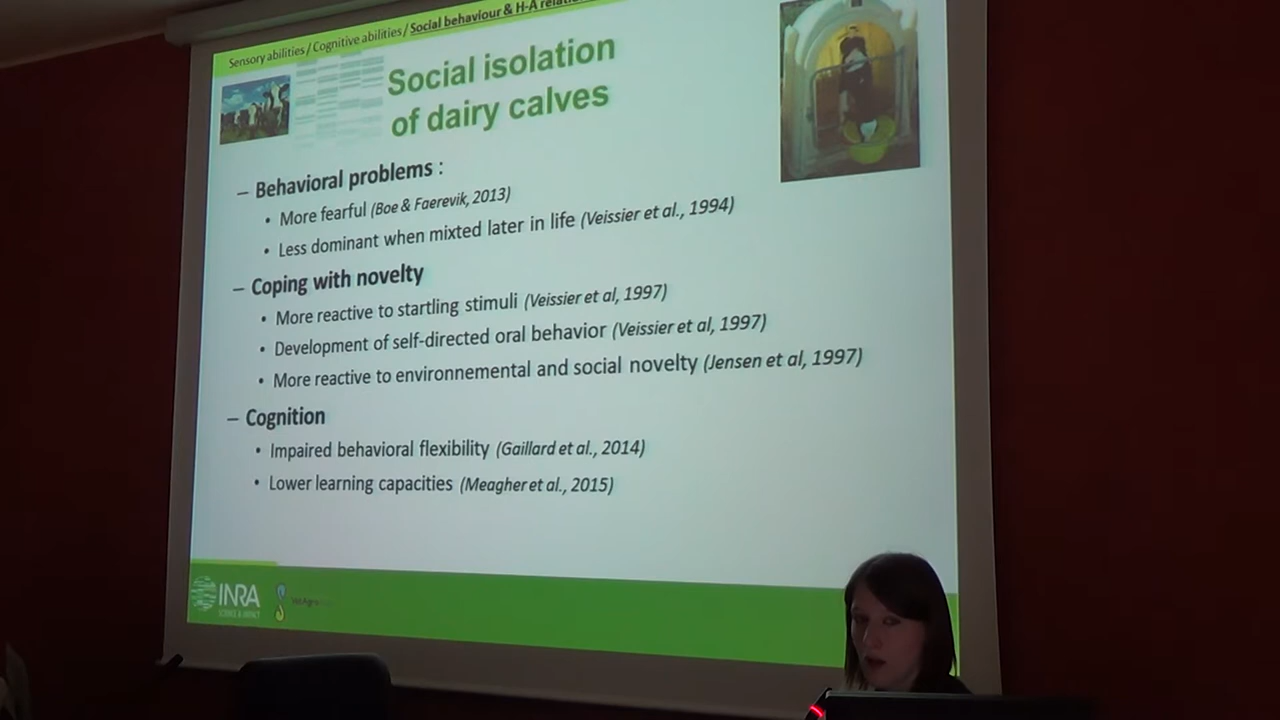 Sensory abilities / Cognitive abilities / Social behaviour & H-A
Social isolation
of dairy calves
– Behavioral problems :
• More fearful (Boe & Faerevik, 2013)
• Less dominant when mixted later in life (Veissier et al., 1994)
– Coping with novelty
• More reactive to startling stimuli (Veissier et al, 1997)
• Development of self-directed oral behavior (Veissier et al, 1997)
• More reactive to environnemental and social novelty (Jensen et al, 1997)
– Cognition
• Impaired behavioral flexibility (Gaillard et al., 2014)
• Lower learning capacities (Meagher et al., 2015)
INRA
SCIENCE & IMPACT